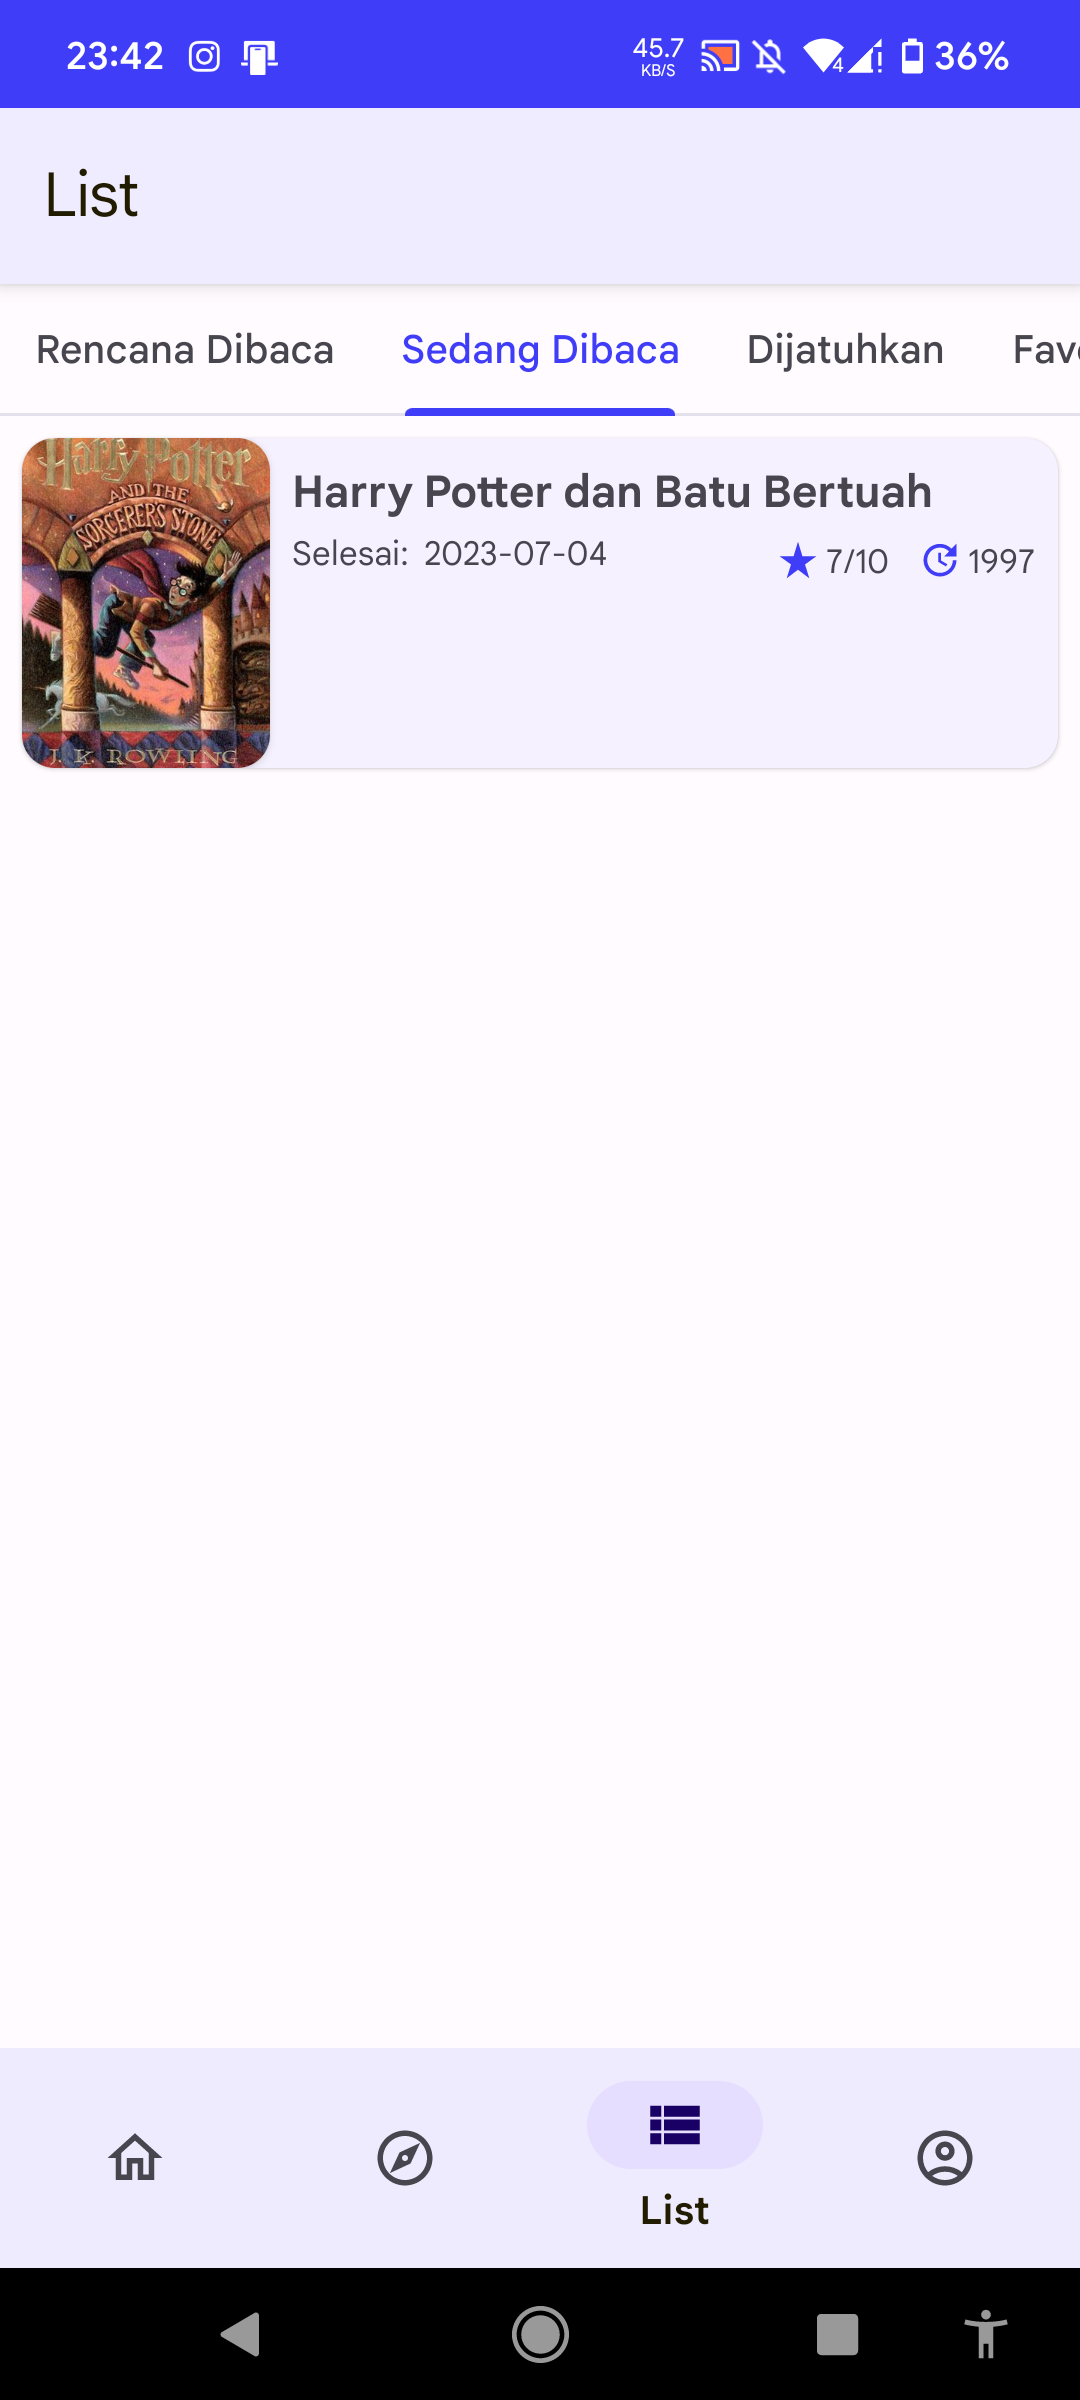 23:42
45.7
KB/S
4
36%
List
Rencana Dibaca
Sedang Dibaca
Dijatuhkan
Fav
Harry Potter
AND THE
SORCERER'S STONE
J. K. ROWLING
Harry Potter dan Batu Bertuah
Selesai: 2023-07-04
7/10
1997
List